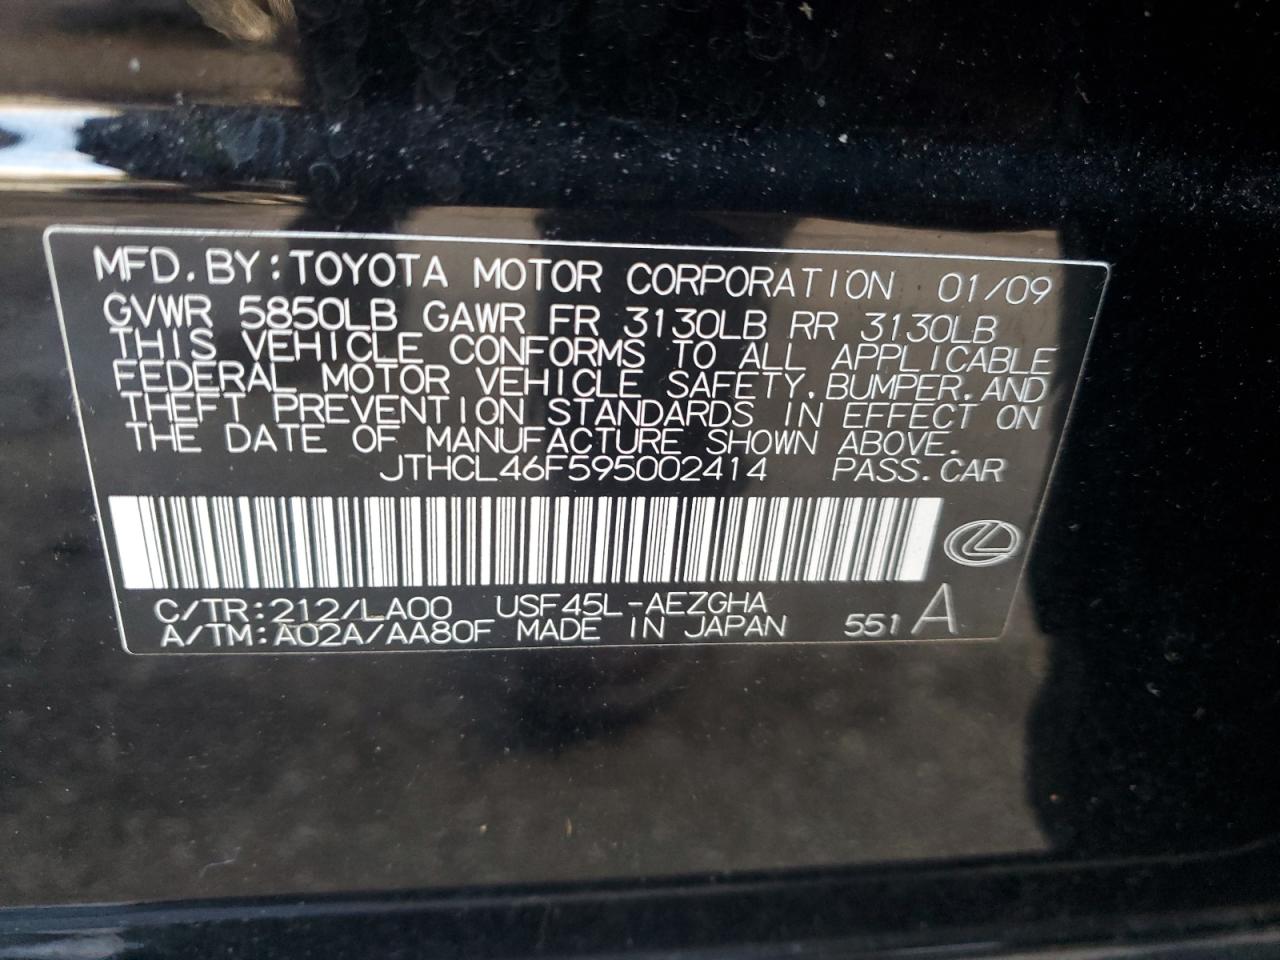 MFD.BY:TOYOTA MOTOR CORPORATION 01/09
GVWR 5850LB GAWR FR 3130LB RR 3130LB
THIS VEHICLE CONFORMS TO ALL APPLICABLE
FEDERAL MOTOR VEHICLE SAFETY,BUMPER,AND
THEFT PREVENTION STANDARDS IN EFFECT ON
THE DATE OF MANUFACTURE SHOWN ABOVE.
JTHCL46F595002414 PASS.CAR
C/TR:212/LA00 USF45L-AEZGHA
A/TM:A02A/AA80F MADE IN JAPAN 551 A